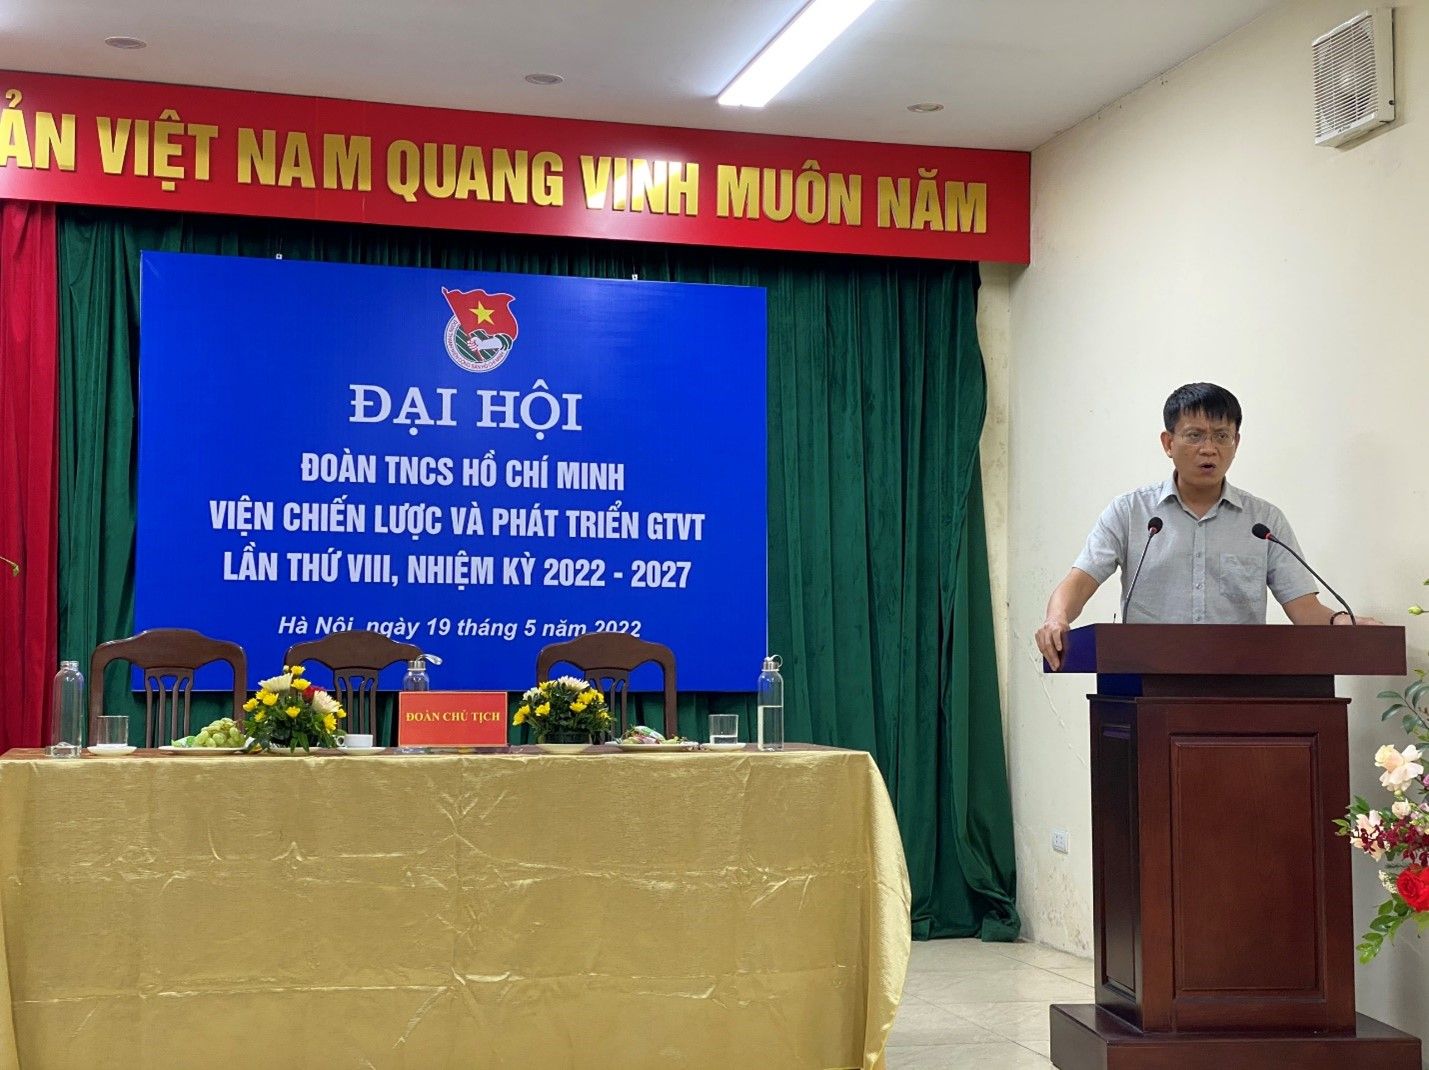 ẢN VIỆT NAM QUANG VINH MUÔN NĂM
ĐẠI HỘI
ĐOÀN TNCS HỒ CHÍ MINH
VIỆN CHIẾN LƯỢC VÀ PHÁT TRIỂN GTVT
LẦN THỨ VIII, NHIỆM KỲ 2022 - 2027
Hà Nội, ngày 19 tháng 5 năm 2022
ĐOÀN CHỦ TỊCH